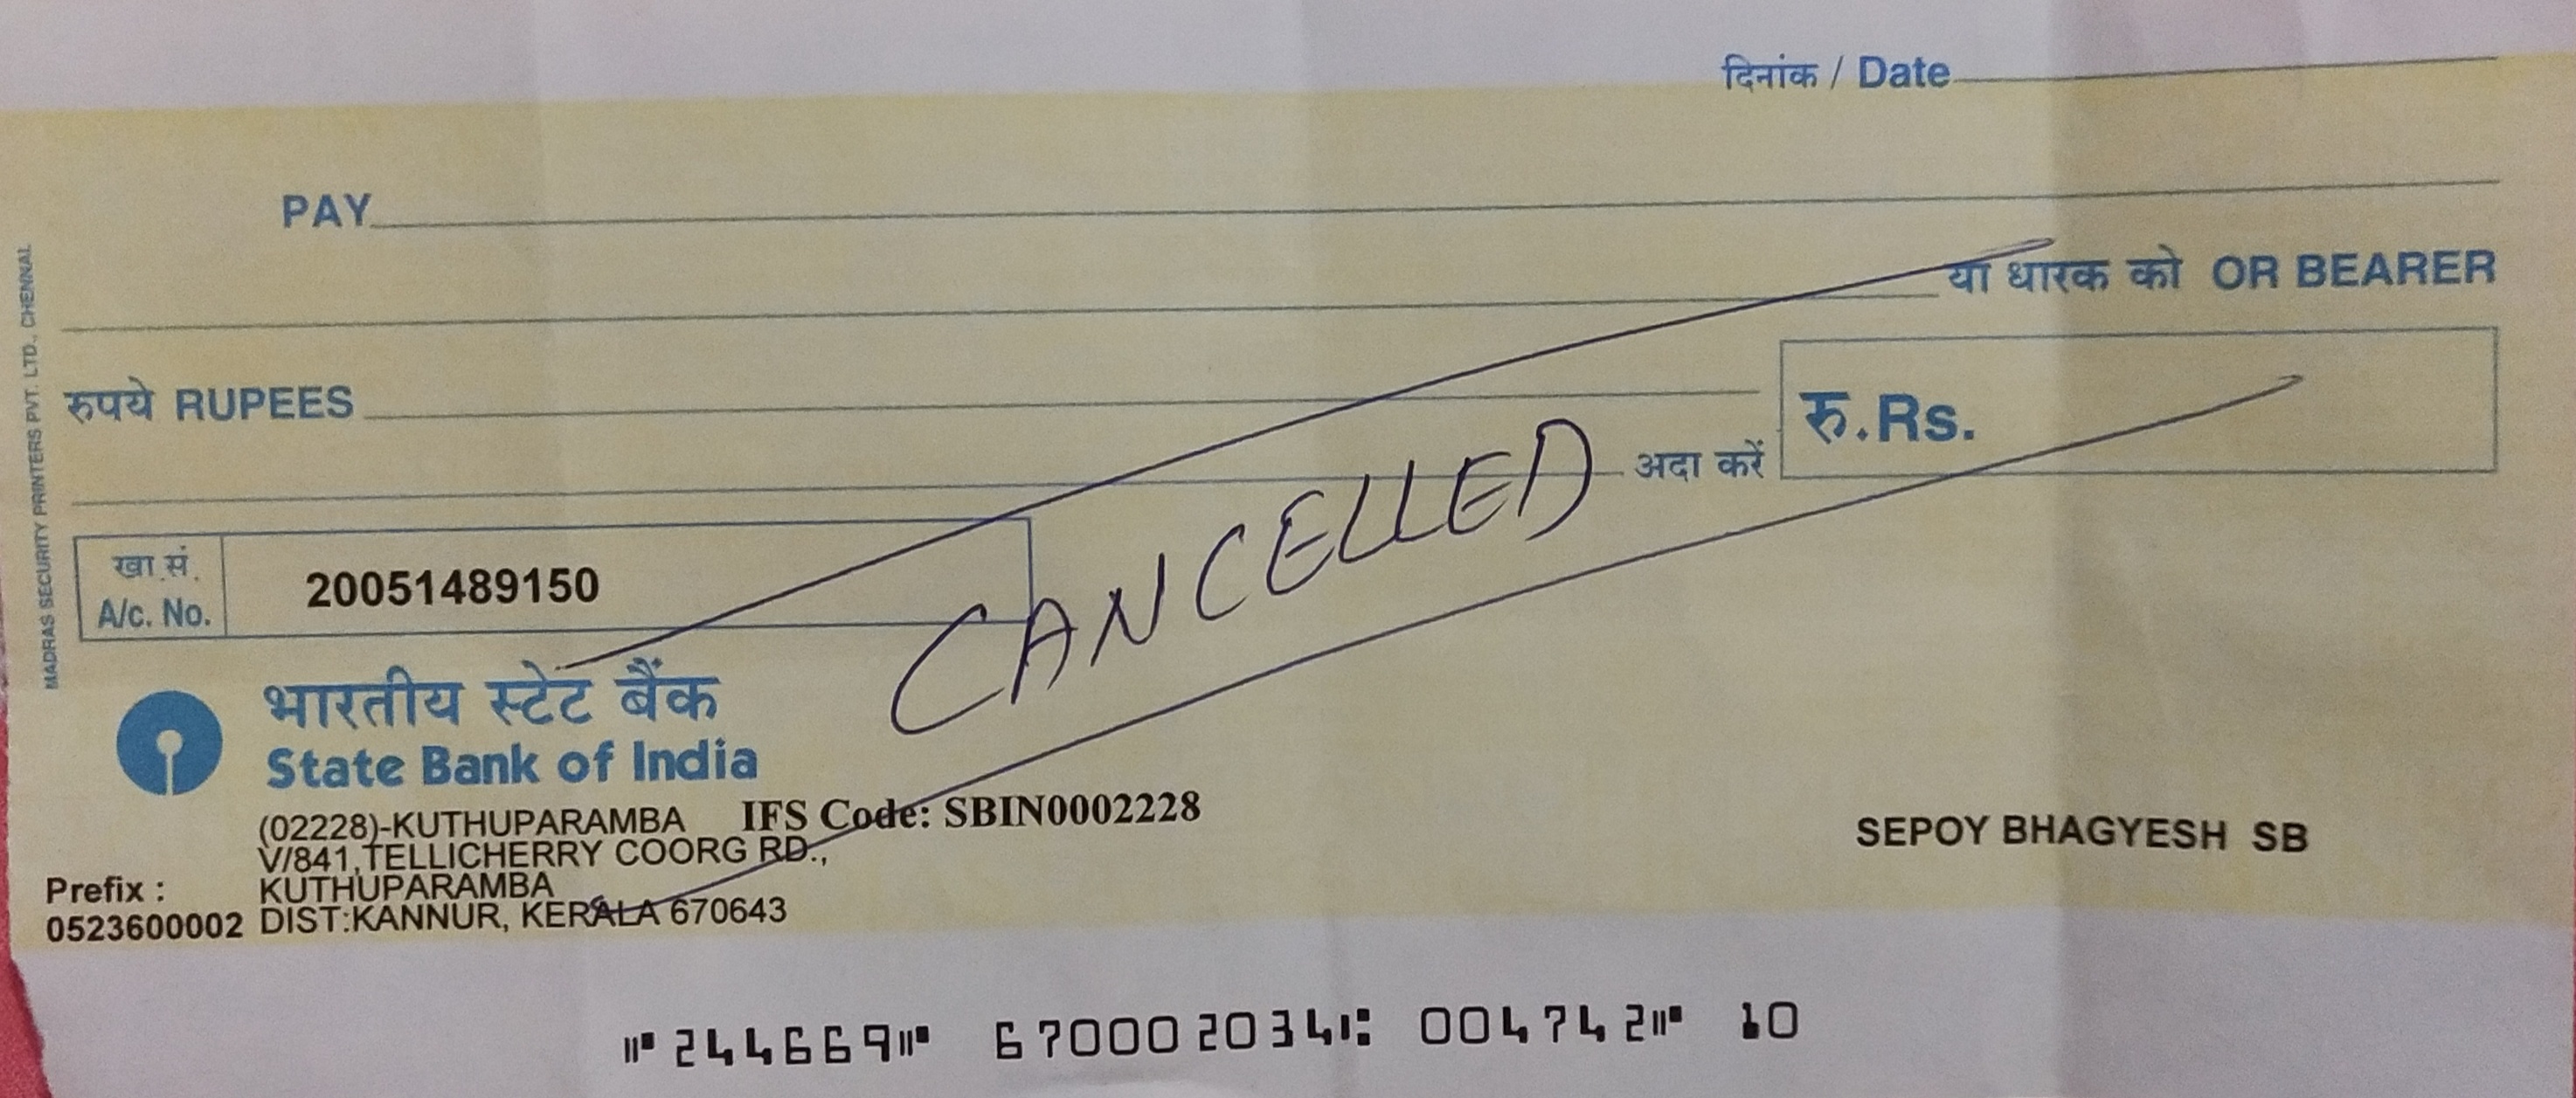 दिनांक / Date
PAY
या धारक को OR BEARER
रुपये RUPEES
अदा करें
रु.Rs.
खा.सं.
A/c. No.
20051489150
CANCELLED
भारतीय स्टेट बैंक
State Bank of India
(02228)-KUTHUPARAMBA IFS Code: SBIN0002228
V/841,TELLICHERRY COORG RD.,
KUTHUPARAMBA
DIST:KANNUR, KERALA 670643
Prefix :
0523600002
SEPOY BHAGYESH SB
MADRAS SECURITY PRINTERS PVT. LTD., CHENNAI
⑈244669⑈ 670002034⑆ 004742⑈ 10